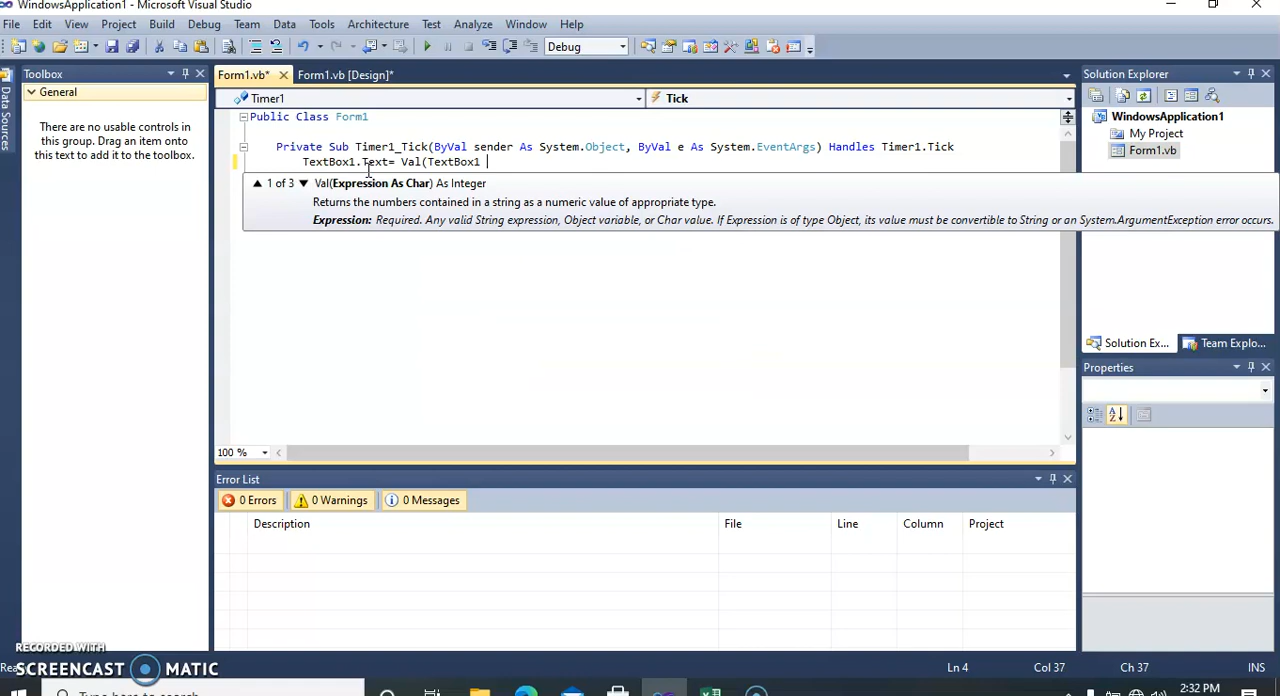 WindowsApplication1 - Microsoft Visual Studio
File Edit View Project Build Debug Team Data Tools Architecture Test Analyze Window Help
Debug
Data Sources
Toolbox
General
There are no usable controls in
this group. Drag an item onto
this text to add it to the toolbox.
Form1.vb* Form1.vb [Design]*
Timer1 Tick
Public Class Form1
Private Sub Timer1_Tick(ByVal sender As System.Object, ByVal e As System.EventArgs) Handles Timer1.Tick
TextBox1.Text= Val(TextBox1
1 of 3 Val(Expression As Char) As Integer
Returns the numbers contained in a string as a numeric value of appropriate type.
Expression: Required. Any valid String expression, Object variable, or Char value. If Expression is of type Object, its value must be convertible to String or an System.ArgumentException error occurs.
100 %
Solution Explorer
WindowsApplication1
My Project
Form1.vb
Solution Ex... Team Explo...
Properties
Error List
0 Errors 0 Warnings 0 Messages
Description File Line Column Project
RECORDED WITH
SCREENCAST MATIC
Ln 4 Col 37 Ch 37 INS
Type here to search
2:32 PM